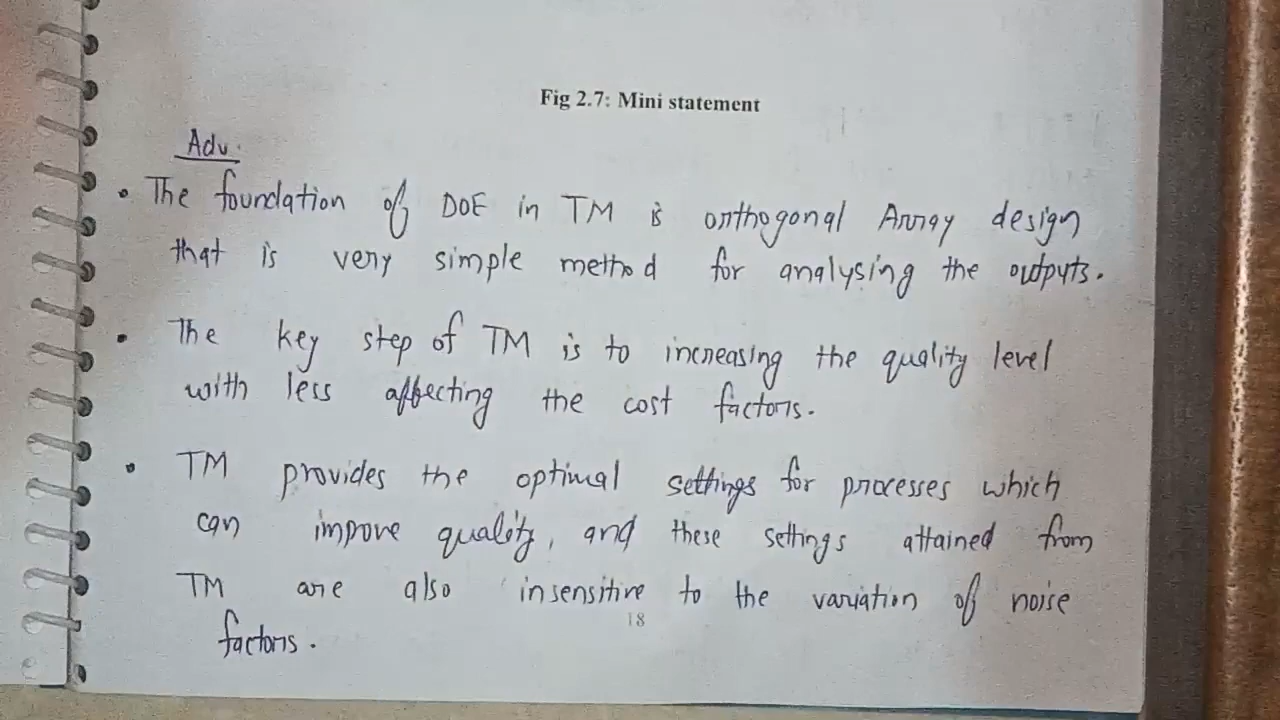 Fig 2.7: Mini statement
Adv.
• The foundation of DOE in TM is orthogonal Array design
that is very simple method for analysing the outputs.
• The key step of TM is to increasing the quality level
with less affecting the cost factors.
• TM provides the optimal settings for processes which
can improve quality, and these settings attained from
TM are also insensitive to the variation of noise
18
factors.